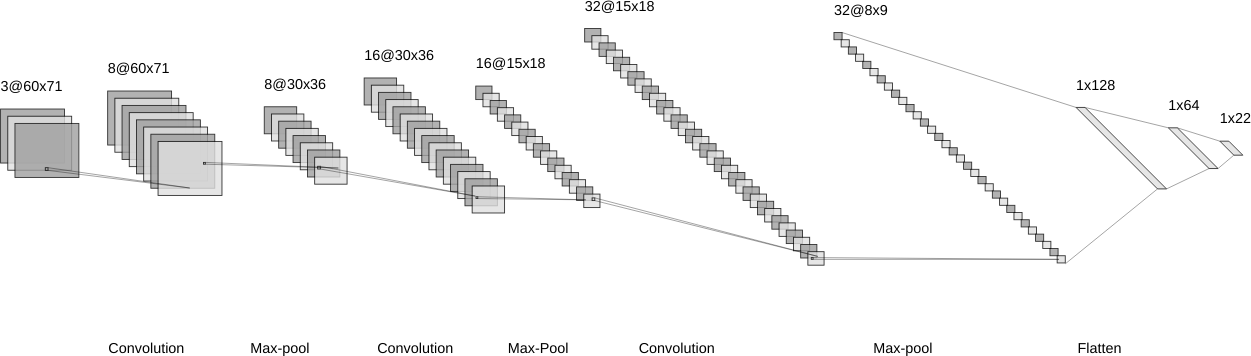 3@60x71
8@60x71
8@30x36
16@30x36
16@15x18
32@15x18
32@8x9
1x128
1x64
1x22
Convolution
Max-pool
Convolution
Max-Pool
Convolution
Max-pool
Flatten